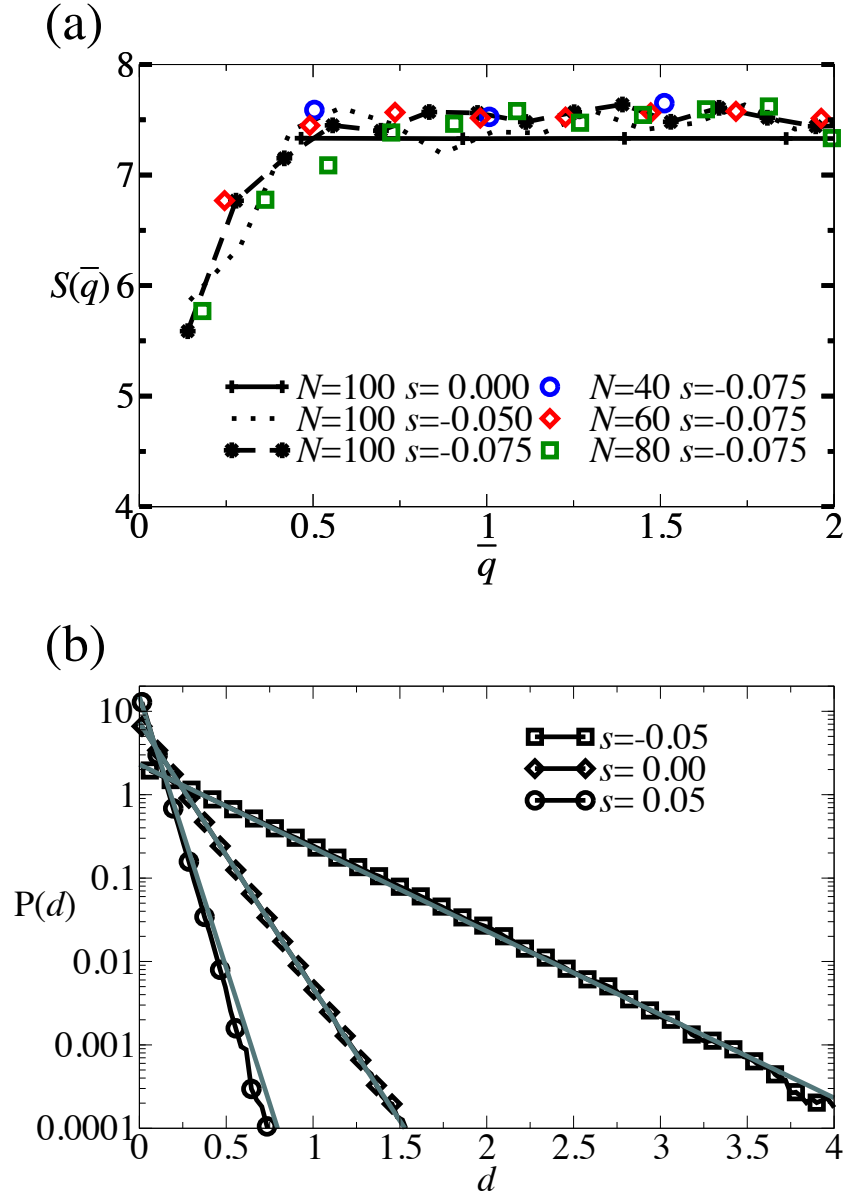 (a)
8
7
6
5
4
S(q̄)
N=100 s= 0.000
N=100 s=-0.050
N=100 s=-0.075
N=40 s=-0.075
N=60 s=-0.075
N=80 s=-0.075
0 0.5 1 1.5 2
q̄
(b)
10
1
0.1
0.01
0.001
0.0001
P(d)
s=-0.05
s= 0.00
s= 0.05
0 0.5 1 1.5 2 2.5 3 3.5 4
d